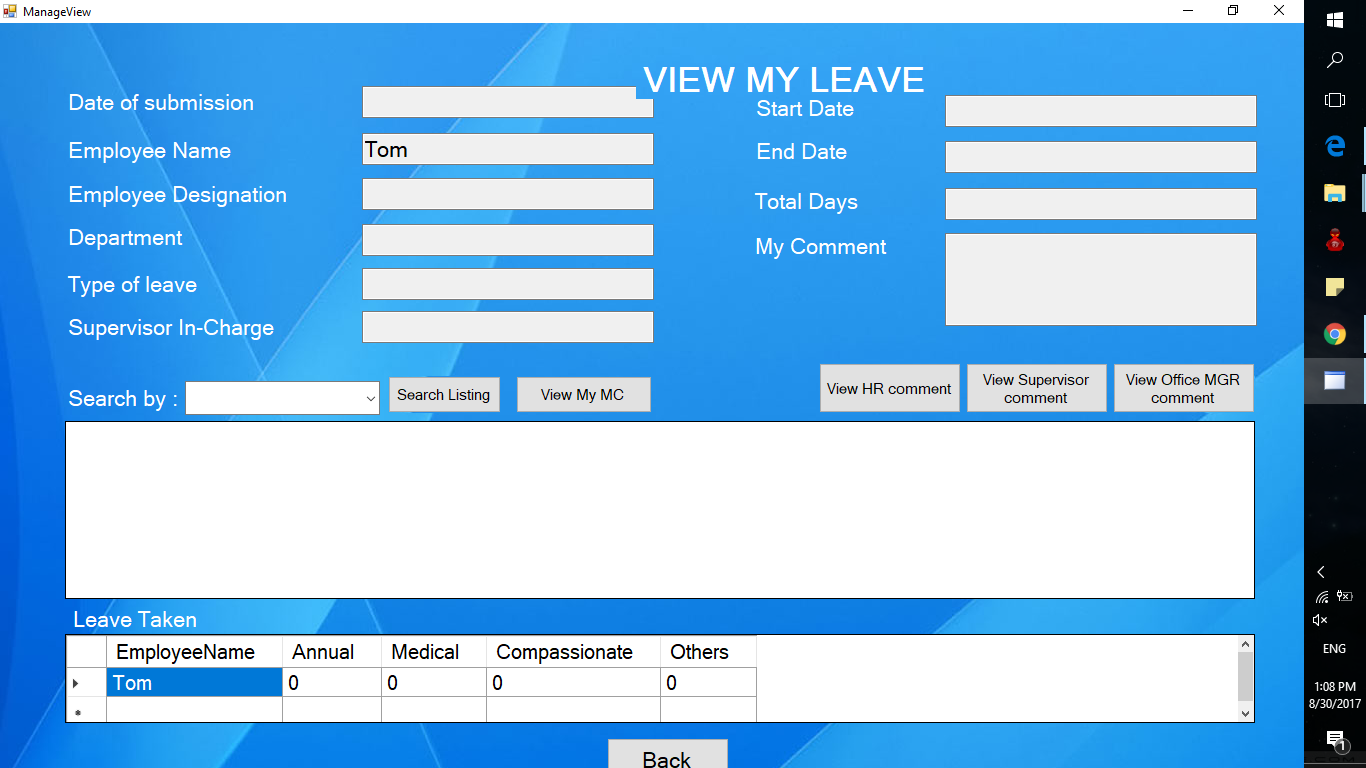 ManageView
VIEW MY LEAVE
Date of submission
Employee Name
Tom
Employee Designation
Department
Type of leave
Supervisor In-Charge
Start Date
End Date
Total Days
My Comment
Search by :
Search Listing
View My MC
View HR comment
View Supervisor
comment
View Office MGR
comment
Leave Taken
EmployeeName Annual Medical Compassionate Others
Tom 0 0 0 0
Back
ENG
1:08 PM
8/30/2017
1